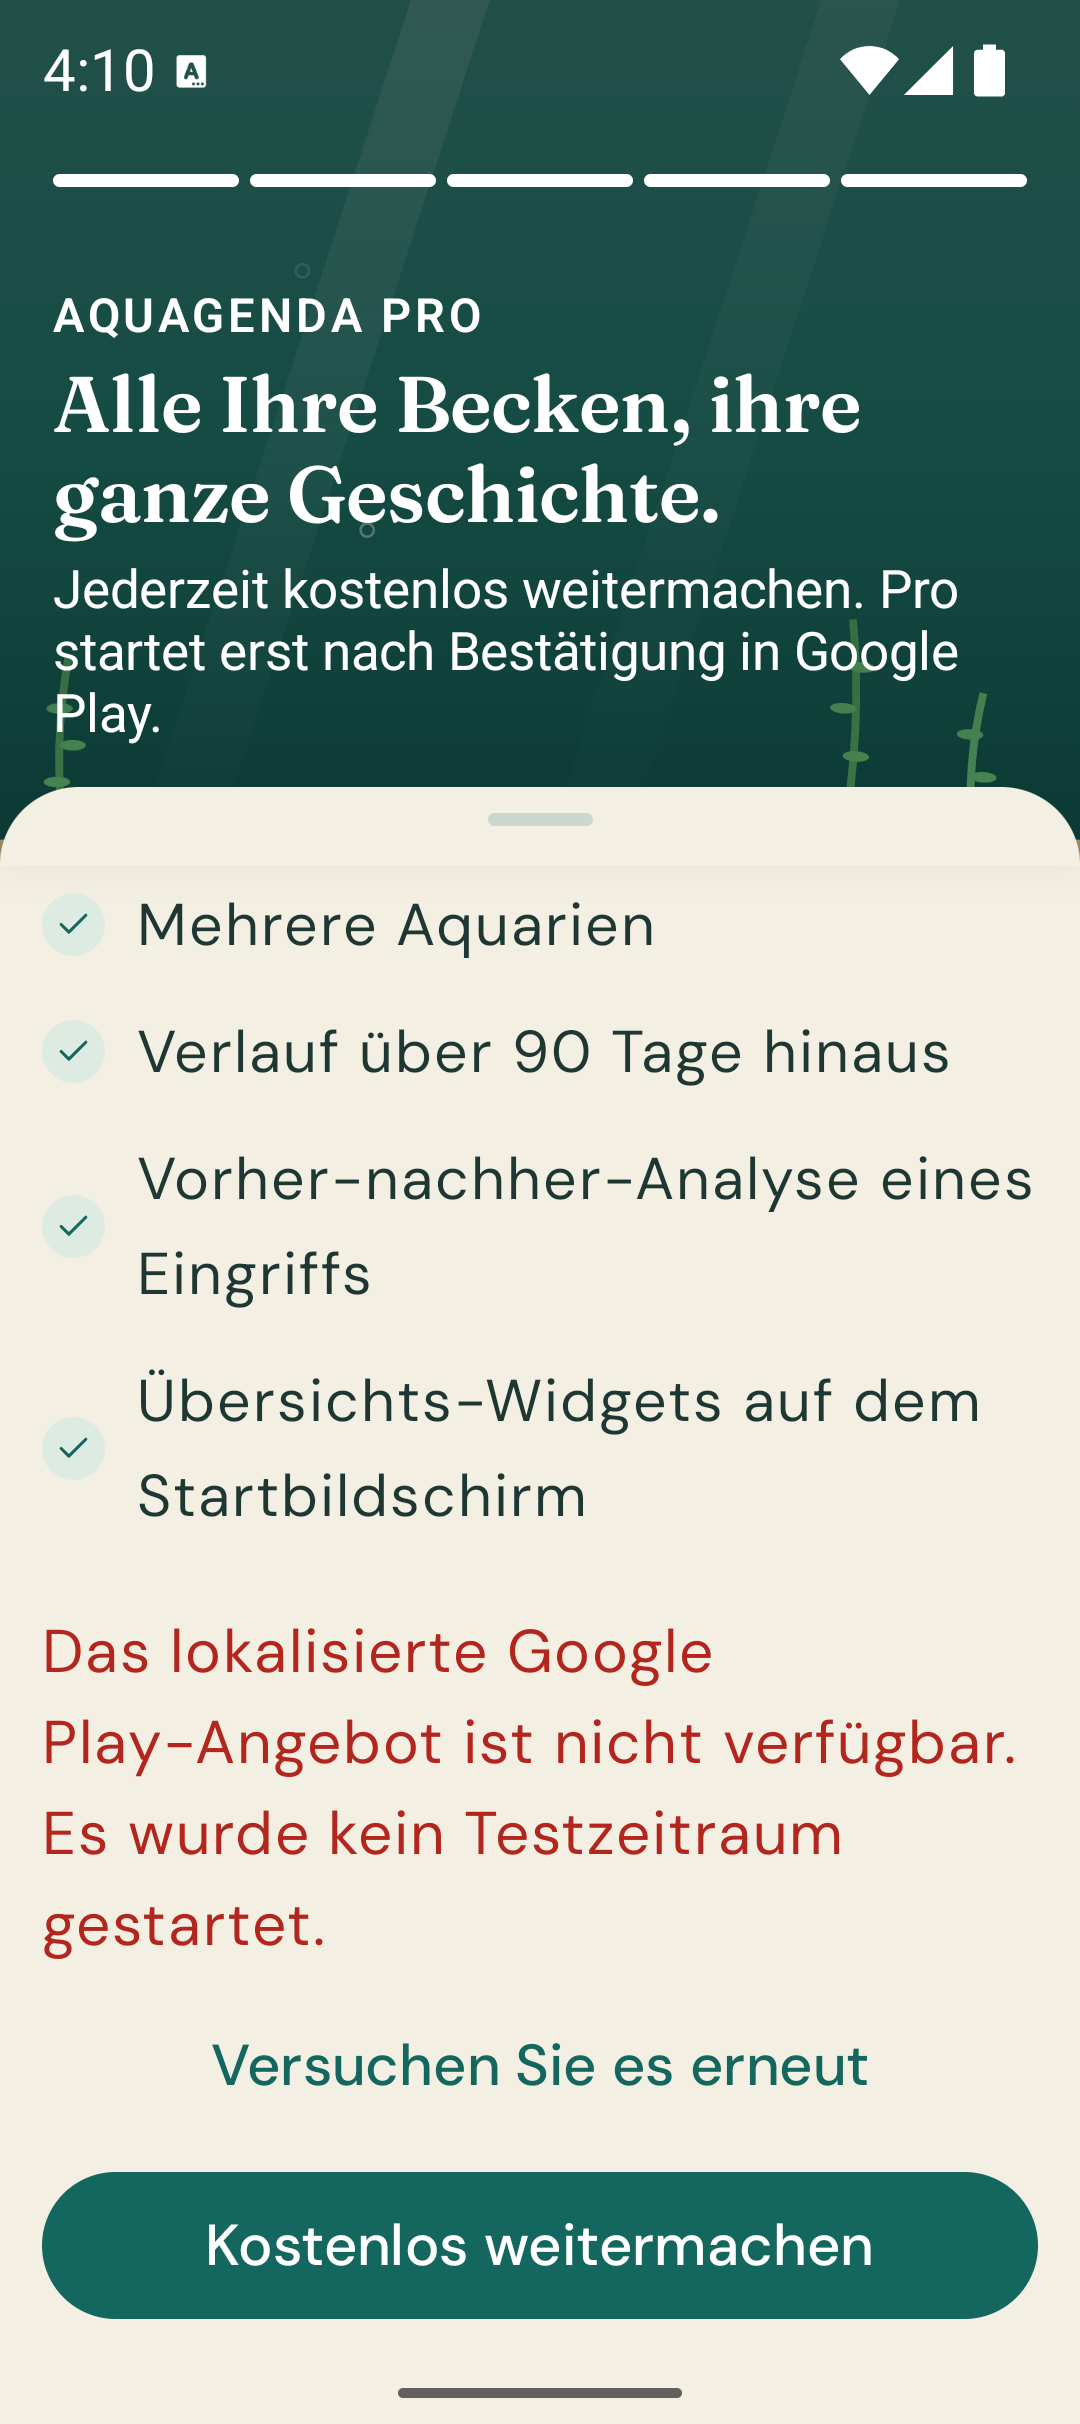 4:10
AQUAGENDA PRO
Alle Ihre Becken, ihre
ganze Geschichte.
Jederzeit kostenlos weitermachen. Pro
startet erst nach Bestätigung in Google
Play.
Mehrere Aquarien
Verlauf über 90 Tage hinaus
Vorher-nachher-Analyse eines
Eingriffs
Übersichts-Widgets auf dem
Startbildschirm
Das lokalisierte Google
Play-Angebot ist nicht verfügbar.
Es wurde kein Testzeitraum
gestartet.
Versuchen Sie es erneut
Kostenlos weitermachen